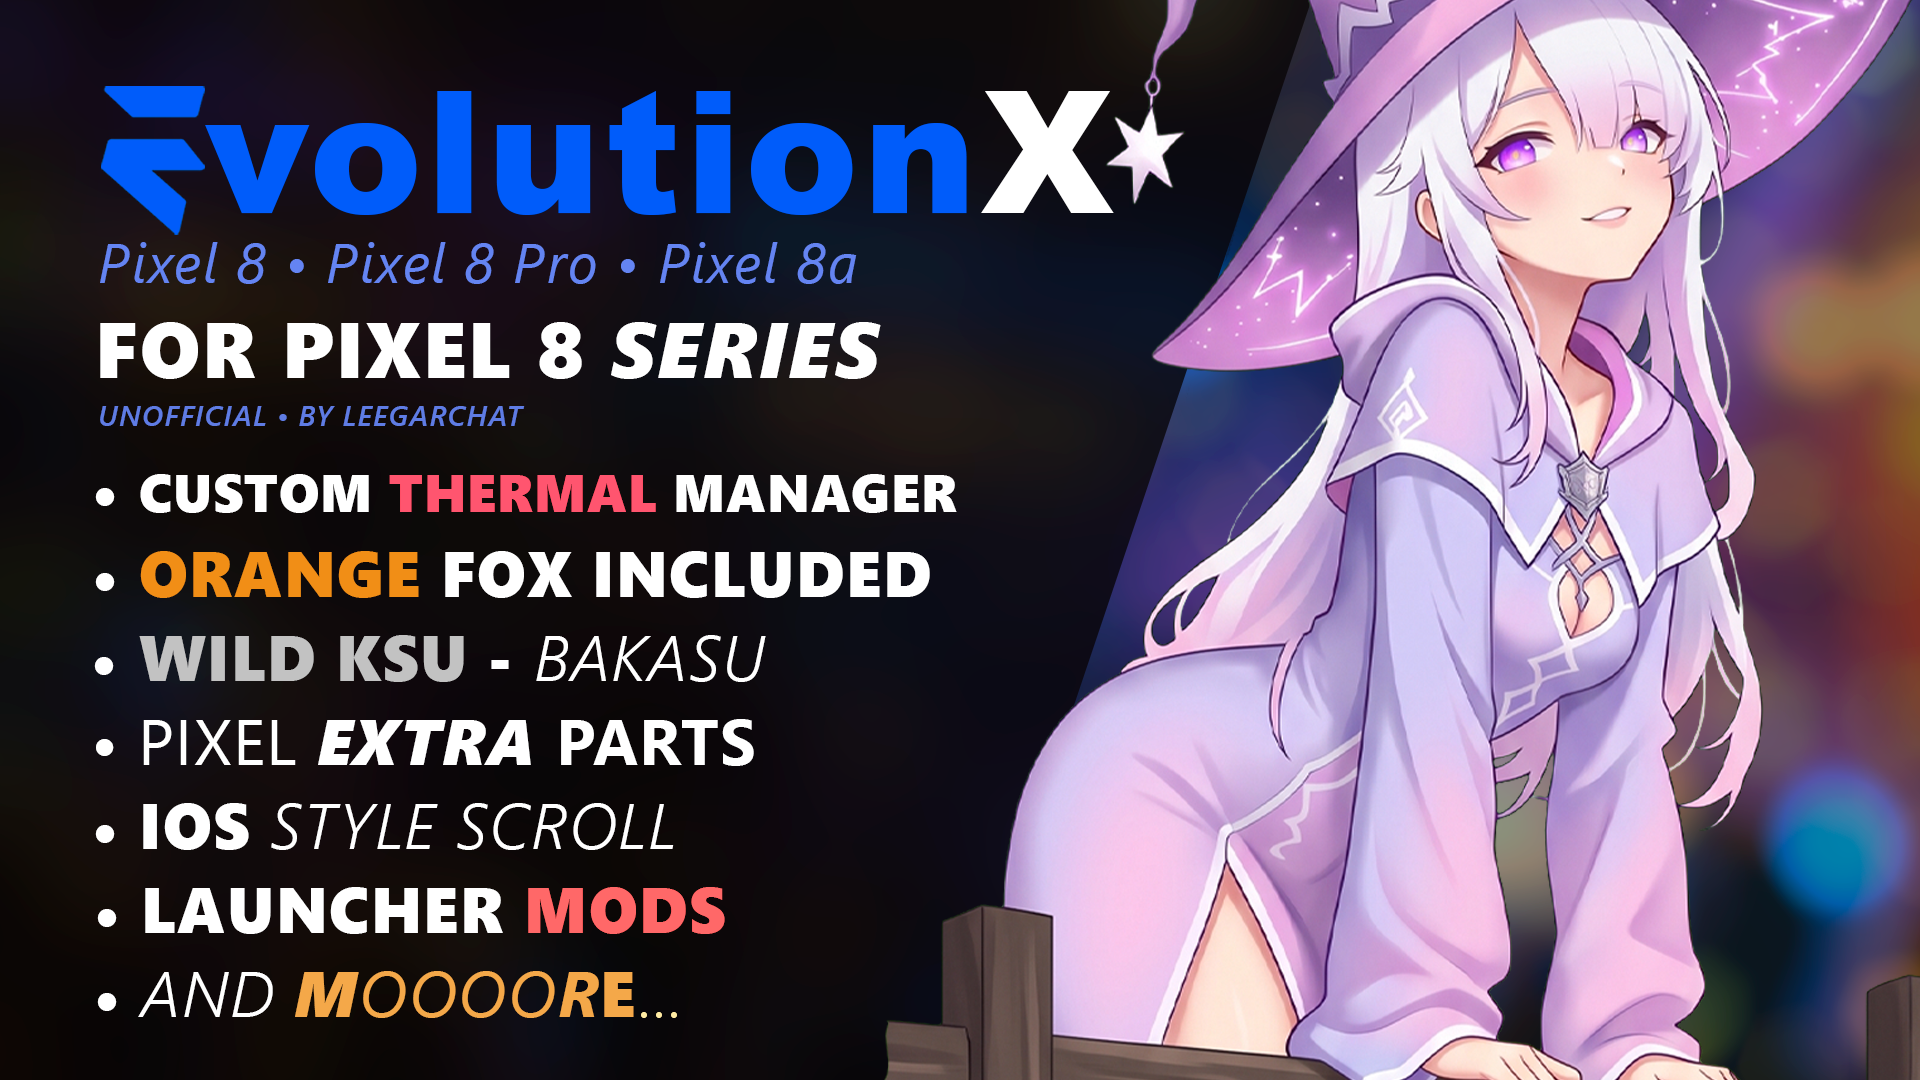 EvolutionX
Pixel 8 • Pixel 8 Pro • Pixel 8a
FOR PIXEL 8 SERIES
UNOFFICIAL • BY LEEGARCHAT
• CUSTOM THERMAL MANAGER
• ORANGE FOX INCLUDED
• WILD KSU - BAKASU
• PIXEL EXTRA PARTS
• IOS STYLE SCROLL
• LAUNCHER MODS
• AND MOOOORE...